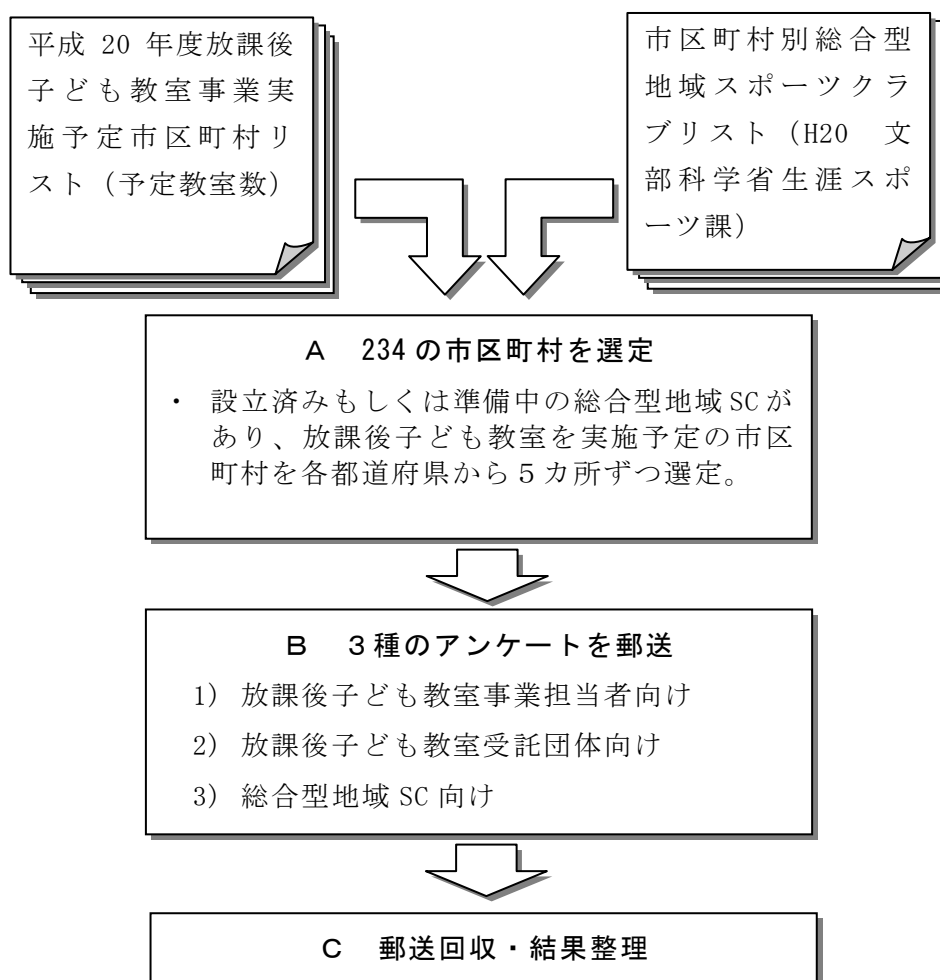 平成 20 年度放課後
子ども教室事業実
施予定市区町村リ
スト（予定教室数）
市区町村別総合型
地域スポーツクラ
ブリスト（H20　文
部科学省生涯スポ
ーツ課）
A　234 の市区町村を選定
・ 設立済みもしくは準備中の総合型地域 SC が
あり、放課後子ども教室を実施予定の市区
町村を各都道府県から５カ所ずつ選定。
B　３種のアンケートを郵送
1) 放課後子ども教室事業担当者向け
2) 放課後子ども教室受託団体向け
3) 総合型地域 SC 向け
C　郵送回収・結果整理